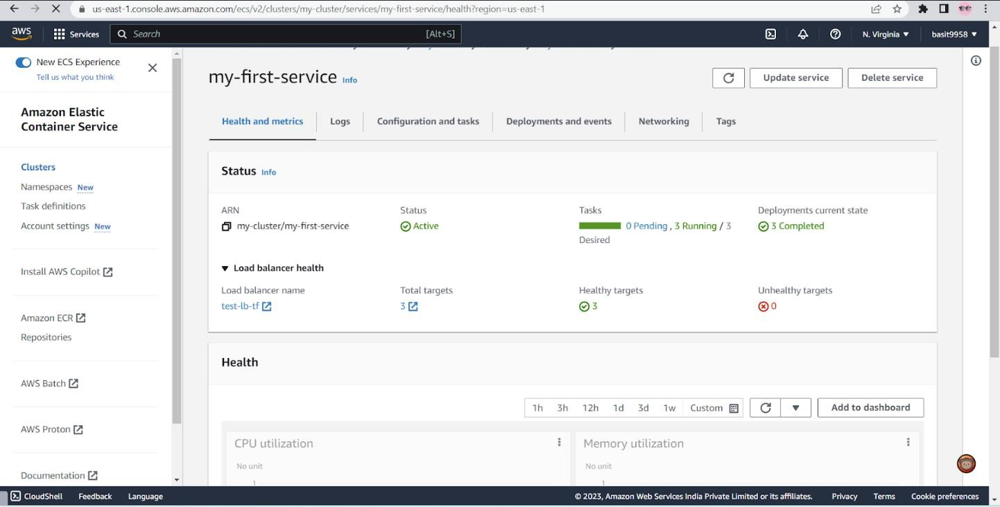 us-east-1.console.aws.amazon.com/ecs/v2/clusters/my-cluster/services/my-first-service/health?region=us-east-1
aws
Services
Search
[Alt+S]
N. Virginia
basit9958
New ECS Experience
Tell us what you think
Amazon Elastic
Container Service
Clusters
Namespaces New
Task definitions
Account settings New
Install AWS Copilot
Amazon ECR
Repositories
AWS Batch
AWS Proton
Documentation
my-first-service Info
Update service
Delete service
Health and metrics
Logs
Configuration and tasks
Deployments and events
Networking
Tags
Status Info
ARN
my-cluster/my-first-service
Status
Active
Tasks
0 Pending , 3 Running / 3
Desired
Deployments current state
3 Completed
Load balancer health
Load balancer name
test-lb-tf
Total targets
3
Healthy targets
3
Unhealthy targets
0
Health
1h 3h 12h 1d 3d 1w Custom
Add to dashboard
CPU utilization
No unit
1
Memory utilization
No unit
1
CloudShell
Feedback
Language
© 2023, Amazon Web Services India Private Limited or its affiliates.
Privacy
Terms
Cookie preferences